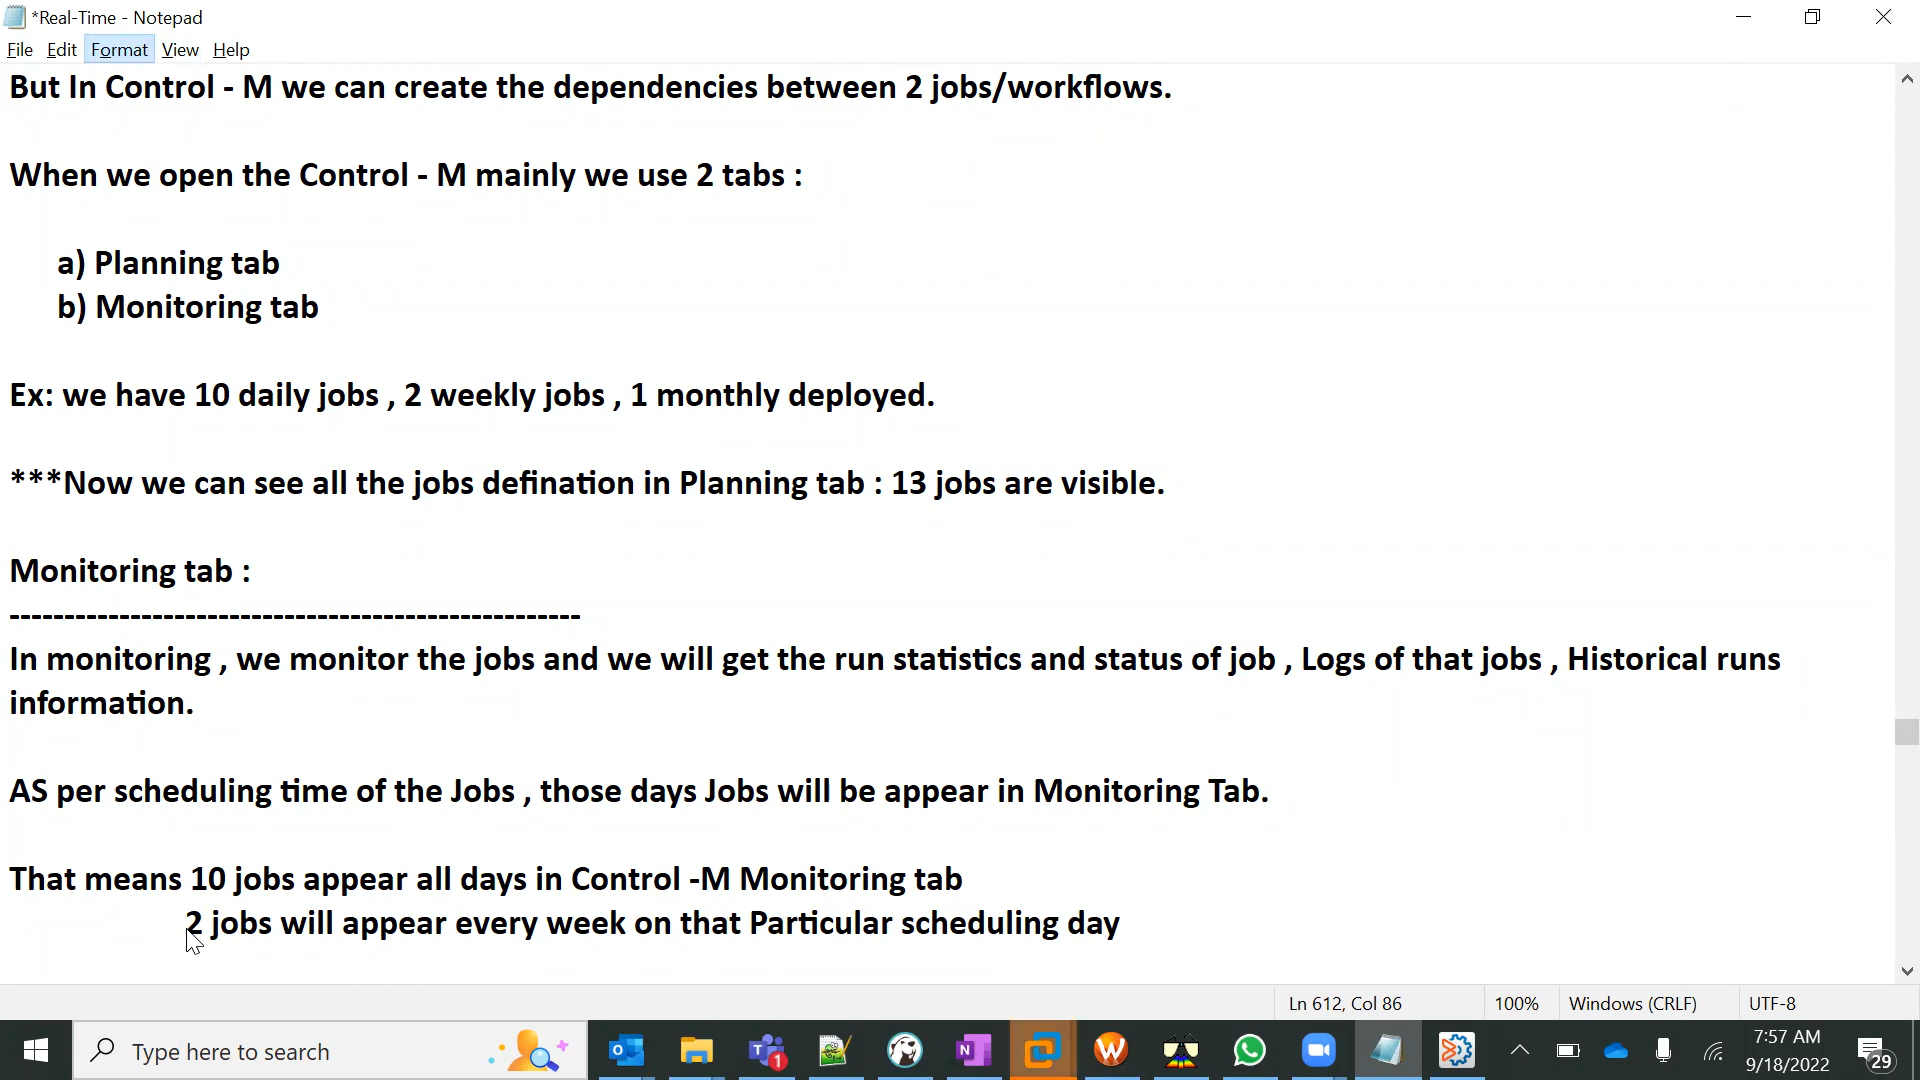 *Real-Time - Notepad
File Edit Format View Help
But In Control - M we can create the dependencies between 2 jobs/workflows.
When we open the Control - M mainly we use 2 tabs :
a) Planning tab
b) Monitoring tab
Ex: we have 10 daily jobs , 2 weekly jobs , 1 monthly deployed.
***Now we can see all the jobs defination in Planning tab : 13 jobs are visible.
Monitoring tab :
----------------------------------------------------
In monitoring , we monitor the jobs and we will get the run statistics and status of job , Logs of that jobs , Historical runs
information.
AS per scheduling time of the Jobs , those days Jobs will be appear in Monitoring Tab.
That means 10 jobs appear all days in Control -M Monitoring tab
2 jobs will appear every week on that Particular scheduling day
Ln 612, Col 86 100% Windows (CRLF) UTF-8
Type here to search
7:57 AM
9/18/2022
29
1